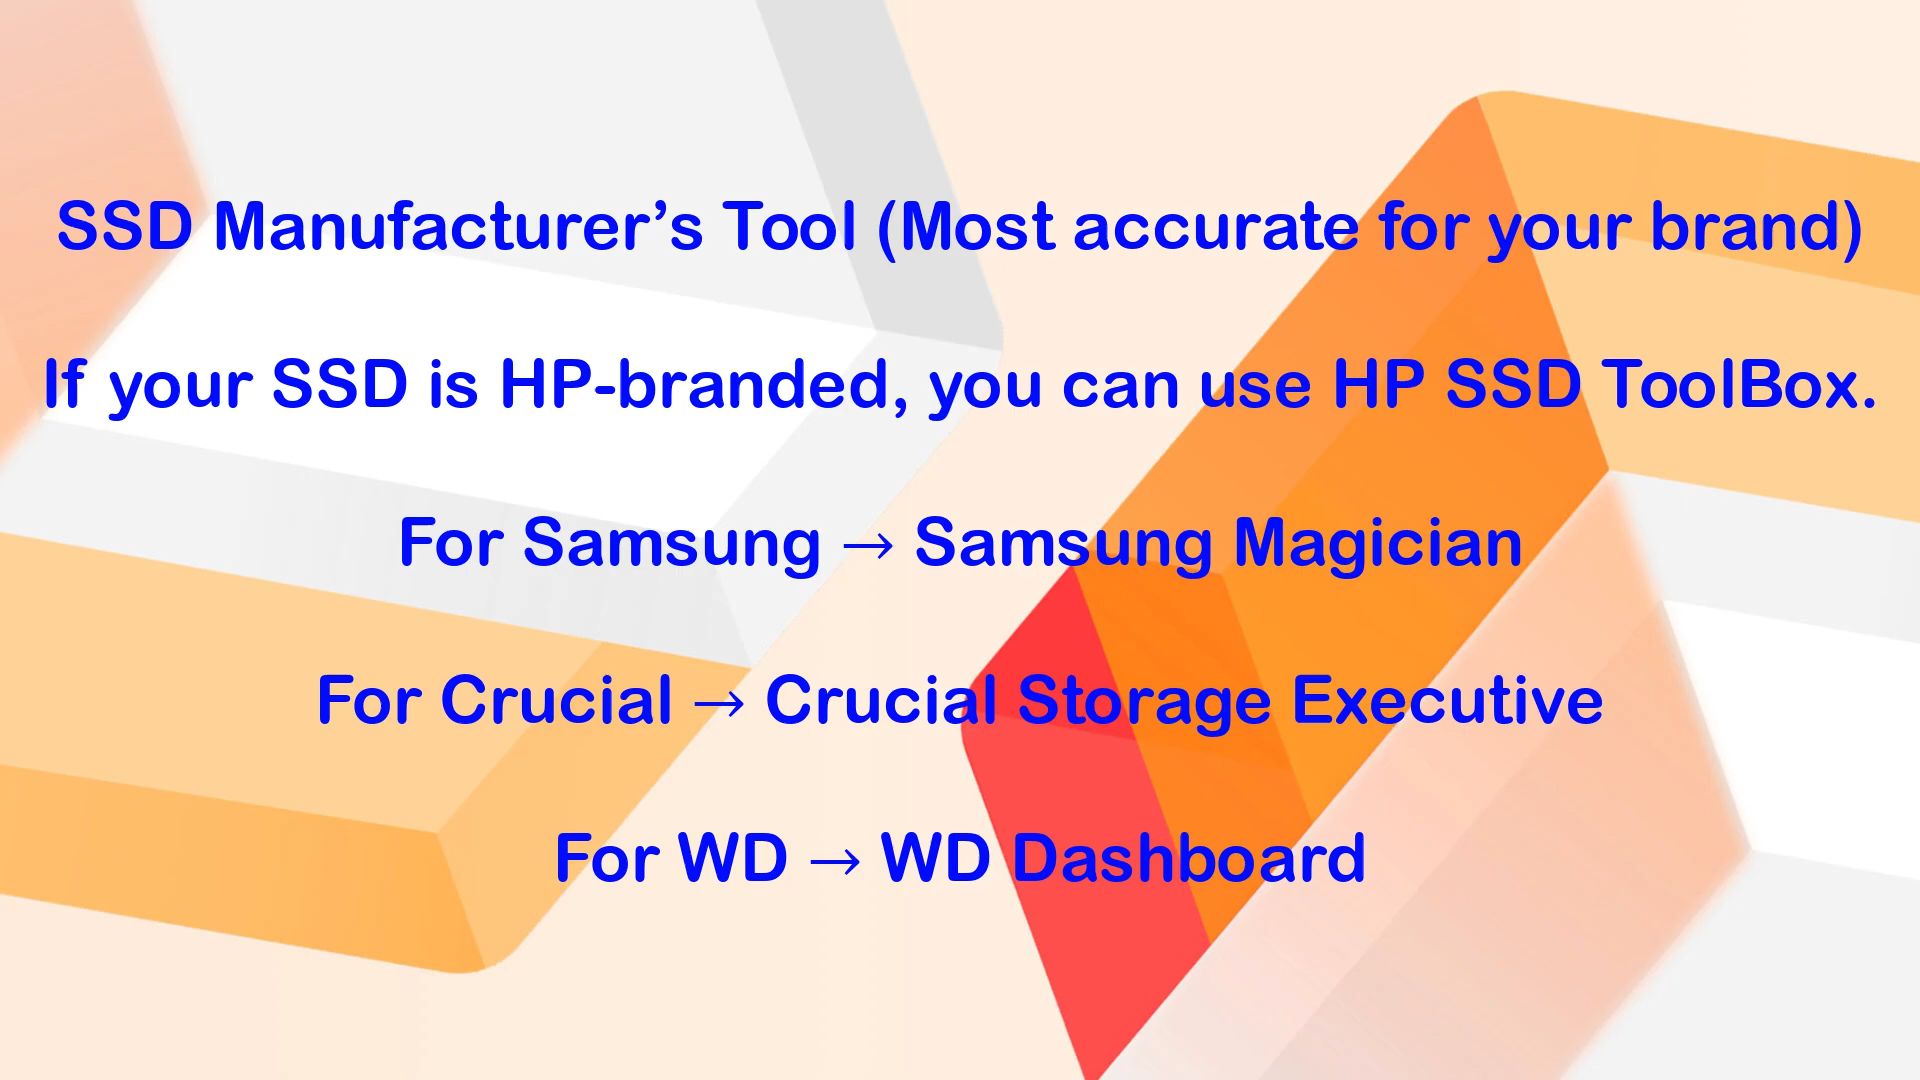 SSD Manufacturer’s Tool (Most accurate for your brand)
If your SSD is HP-branded, you can use HP SSD ToolBox.
For Samsung → Samsung Magician
For Crucial → Crucial Storage Executive
For WD → WD Dashboard